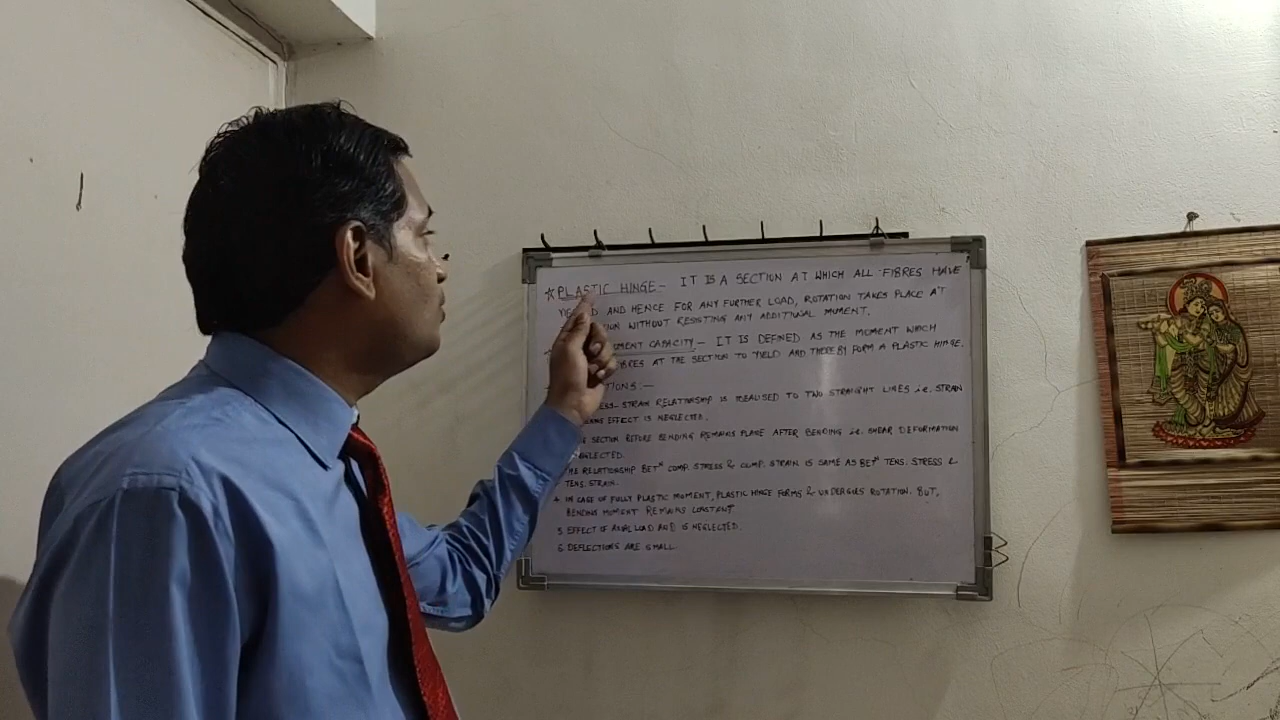 ☆ PLASTIC HINGE - IT IS A SECTION AT WHICH ALL FIBRES HAVE
AND HENCE FOR ANY FURTHER LOAD, ROTATION TAKES PLACE AT
WITHOUT RESISTING ANY ADDITIONAL MOMENT.
MOMENT CAPACITY - IT IS DEFINED AS THE MOMENT WHICH
AT THE SECTION TO YIELD AND THERE BY FORM A PLASTIC HINGE.
STRAIN RELATIONSHIP IS IDEALISED TO TWO STRAIGHT LINES i.e. STRAIN
EFFECT IS NEGLECTED.
SECTION BEFORE BENDING REMAINS PLANE AFTER BENDING i.e. SHEAR DEFORMATION
NEGLECTED.
THE RELATIONSHIP BETⁿ COMP. STRESS & COMP. STRAIN IS SAME AS BETⁿ TENS. STRESS &
TENS. STRAIN.
4 IN CASE OF FULLY PLASTIC MOMENT, PLASTIC HINGE FORMS & UNDERGOES ROTATION. BUT,
BENDING MOMENT REMAINS CONSTANT
5 EFFECT OF AXIAL LOAD AND IS NEGLECTED.
6 DEFLECTIONS ARE SMALL